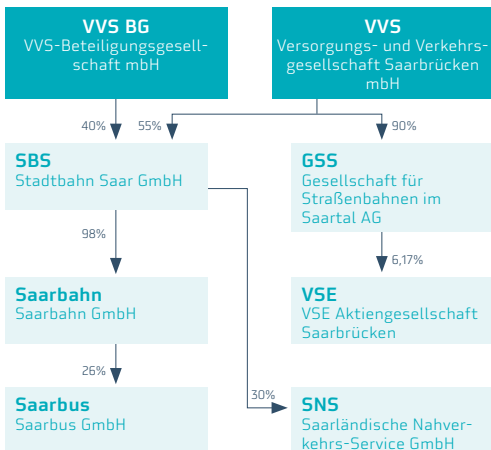 VVS BG
VVS-Beteiligungsgesell-
schaft mbH
VVS
Versorgungs- und Verkehrs-
gesellschaft Saarbrücken
mbH
40%
55%
90%
SBS
Stadtbahn Saar GmbH
GSS
Gesellschaft für
Straßenbahnen im
Saartal AG
98%
6,17%
Saarbahn
Saarbahn GmbH
VSE
VSE Aktiengesellschaft
Saarbrücken
26%
30%
Saarbus
Saarbus GmbH
SNS
Saarländische Nahver-
kehrs-Service GmbH